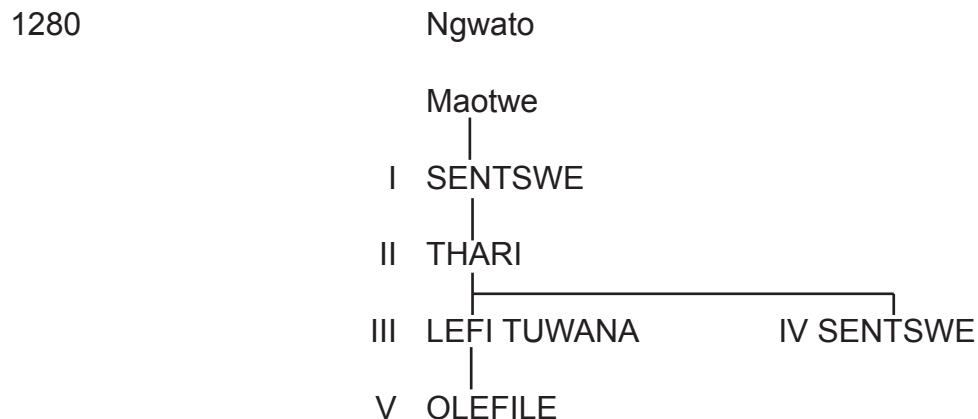 1280 Ngwato
Maotwe
I SENTSWE
II THARI
III LEFI TUWANA IV SENTSWE
V OLEFILE